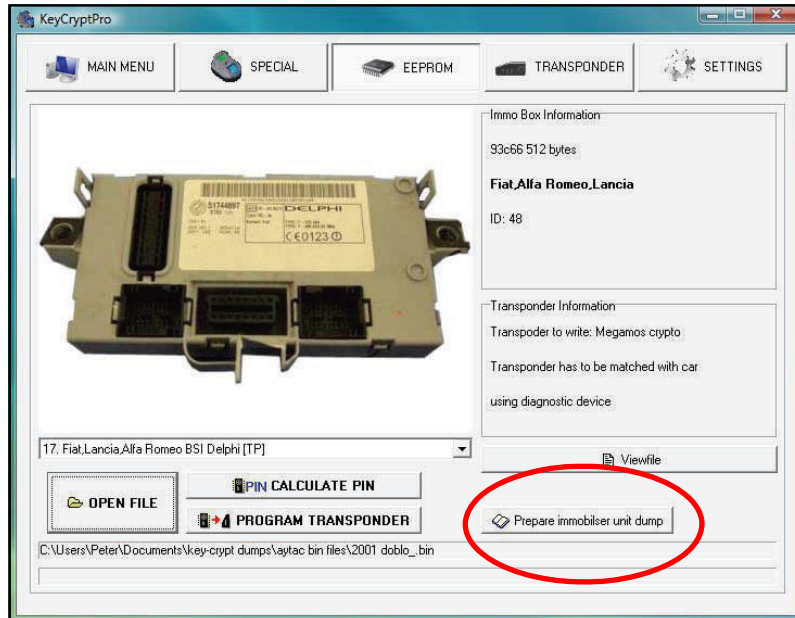 KeyCryptPro
MAIN MENU
SPECIAL
EEPROM
TRANSPONDER
SETTINGS
Immo Box Information
93c66 512 bytes
Fiat,Alfa Romeo,Lancia
ID: 48
51744897
DELPHI
CE0123
Transponder Information
Transpoder to write: Megamos crypto
Transponder has to be matched with car
using diagnostic device
17. Fiat,Lancia,Alfa Romeo BSI Delphi [TP]
Viewfile
OPEN FILE
PIN CALCULATE PIN
PROGRAM TRANSPONDER
Prepare immobilser unit dump
C:\Users\Peter\Documents\key-crypt dumps\aytac bin files\2001 doblo_.bin